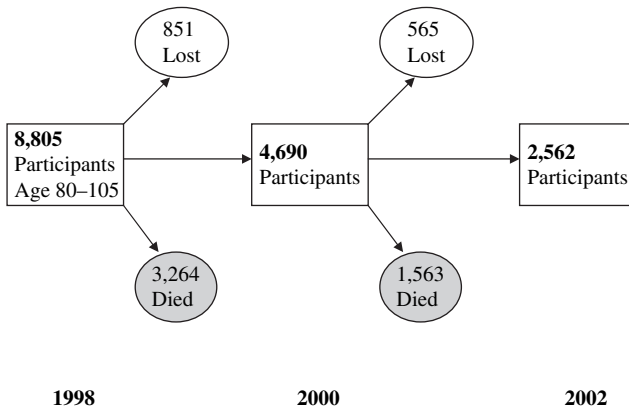 851
Lost
565
Lost
8,805
Participants
Age 80–105
4,690
Participants
2,562
Participants
3,264
Died
1,563
Died
1998
2000
2002